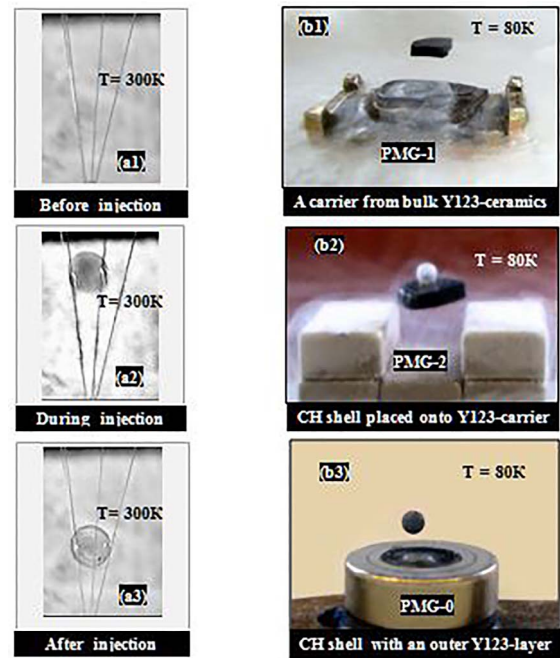 T= 300K
(a1)
Before injection
T= 300K
(a2)
During injection
T= 300K
(a3)
After injection
(b1)
T = 80K
PMG-1
A carrier from bulk Y123-ceramics
(b2)
T = 80K
PMG-2
CH shell placed onto Y123-carrier
(b3)
T = 80K
PMG-0
CH shell with an outer Y123-layer